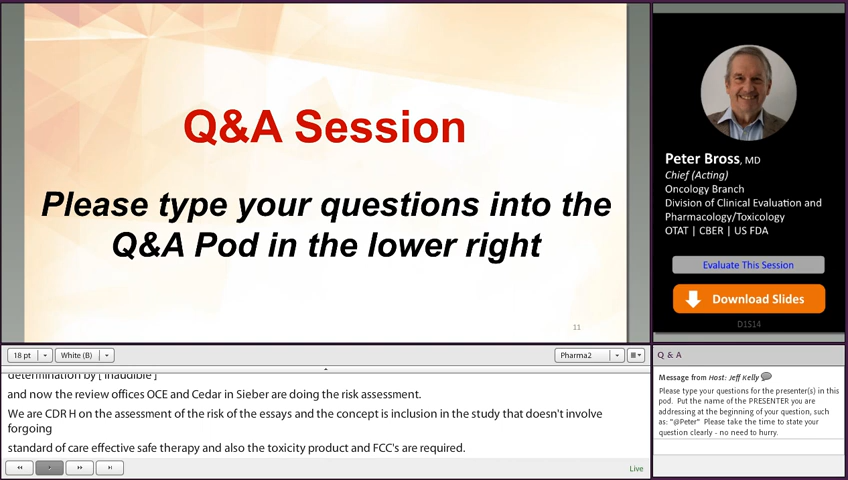 Q&A Session
Please type your questions into the
Q&A Pod in the lower right
11
Peter Bross, MD
Chief (Acting)
Oncology Branch
Division of Clinical Evaluation and
Pharmacology/Toxicology
OTAT | CBER | US FDA
Evaluate This Session
Download Slides
D1S14
18 pt
White (B)
Pharma2
determination by [ Inaudible ]
and now the review offices OCE and Cedar in Sieber are doing the risk assessment.
We are CDR H on the assessment of the risk of the essays and the concept is inclusion in the study that doesn't involve
forgoing
standard of care effective safe therapy and also the toxicity product and FCC's are required.
Live
Q & A
Message from Host: Jeff Kelly
Please type your questions for the presenter(s) in this
pod. Put the name of the PRESENTER you are
addressing at the beginning of your question, such
as: "@Peter" Please take the time to state your
question clearly - no need to hurry.